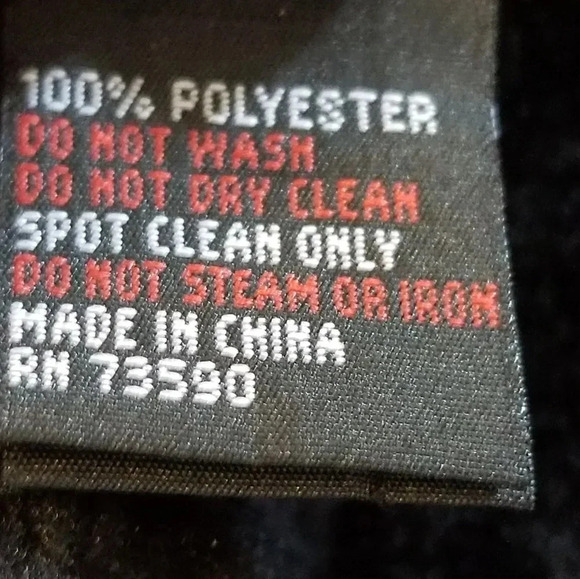 100% POLYESTER
DO NOT WASH
DO NOT DRY CLEAN
SPOT CLEAN ONLY
DO NOT STEAM OR IRON
MADE IN CHINA
RN 73580